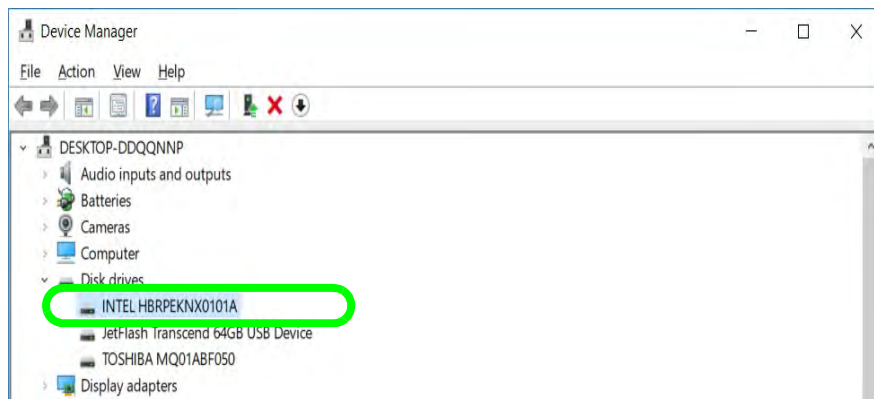 Device Manager
File Action View Help
DESKTOP-DDQQNNP
Audio inputs and outputs
Batteries
Cameras
Computer
Disk drives
INTEL HBRPEKNX0101A
JetFlash Transcend 64GB USB Device
TOSHIBA MQ01ABF050
Display adapters